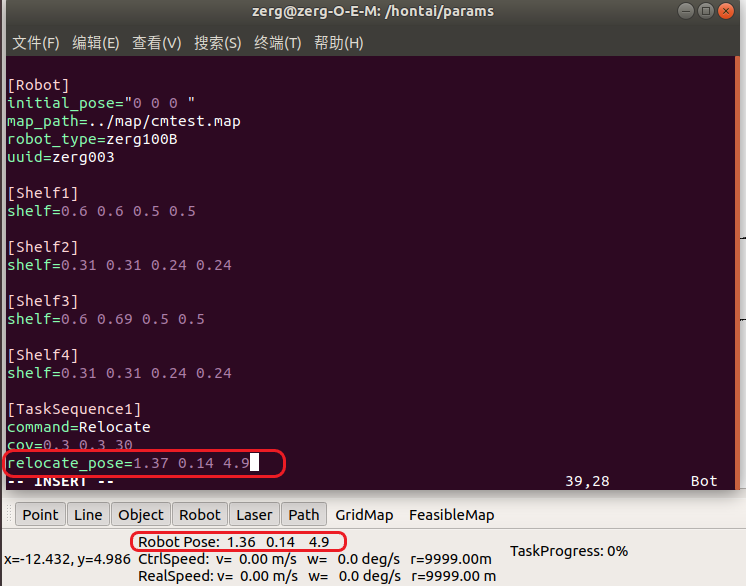 zerg@zerg-O-E-M: /hontai/params
文件(F) 编辑(E) 查看(V) 搜索(S) 终端(T) 帮助(H)
[Robot]
initial_pose="0 0 0 "
map_path=../map/cmtest.map
robot_type=zerg100B
uuid=zerg003
[Shelf1]
shelf=0.6 0.6 0.5 0.5
[Shelf2]
shelf=0.31 0.31 0.24 0.24
[Shelf3]
shelf=0.6 0.69 0.5 0.5
[Shelf4]
shelf=0.31 0.31 0.24 0.24
[TaskSequence1]
command=Relocate
cov=0.3 0.3 30
relocate_pose=1.37 0.14 4.9
-- INSERT -- 39,28 Bot
Point Line Object Robot Laser Path GridMap FeasibleMap
Robot Pose: 1.36 0.14 4.9
x=-12.432, y=4.986 CtrlSpeed: v= 0.00 m/s w= 0.0 deg/s r=9999.00m TaskProgress: 0%
RealSpeed: v= 0.00 m/s w= 0.0 deg/s r=9999.00 m